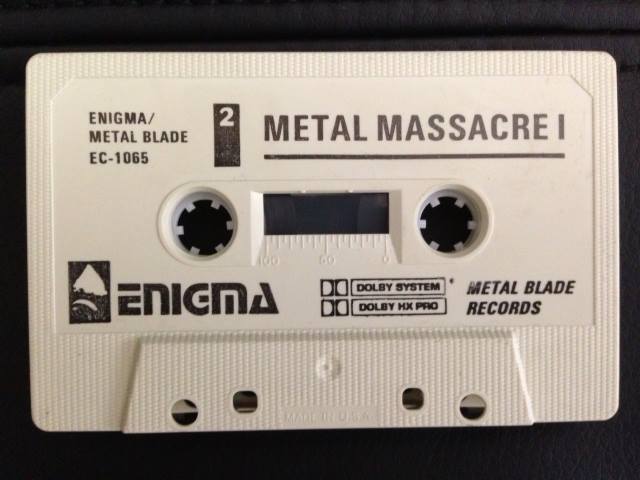 ENIGMA/
METAL BLADE
EC-1065
2
METAL MASSACRE I
100 50 0
ENIGMA
DOLBY SYSTEM
DOLBY HX PRO
METAL BLADE
RECORDS
MADE IN U.S.A.